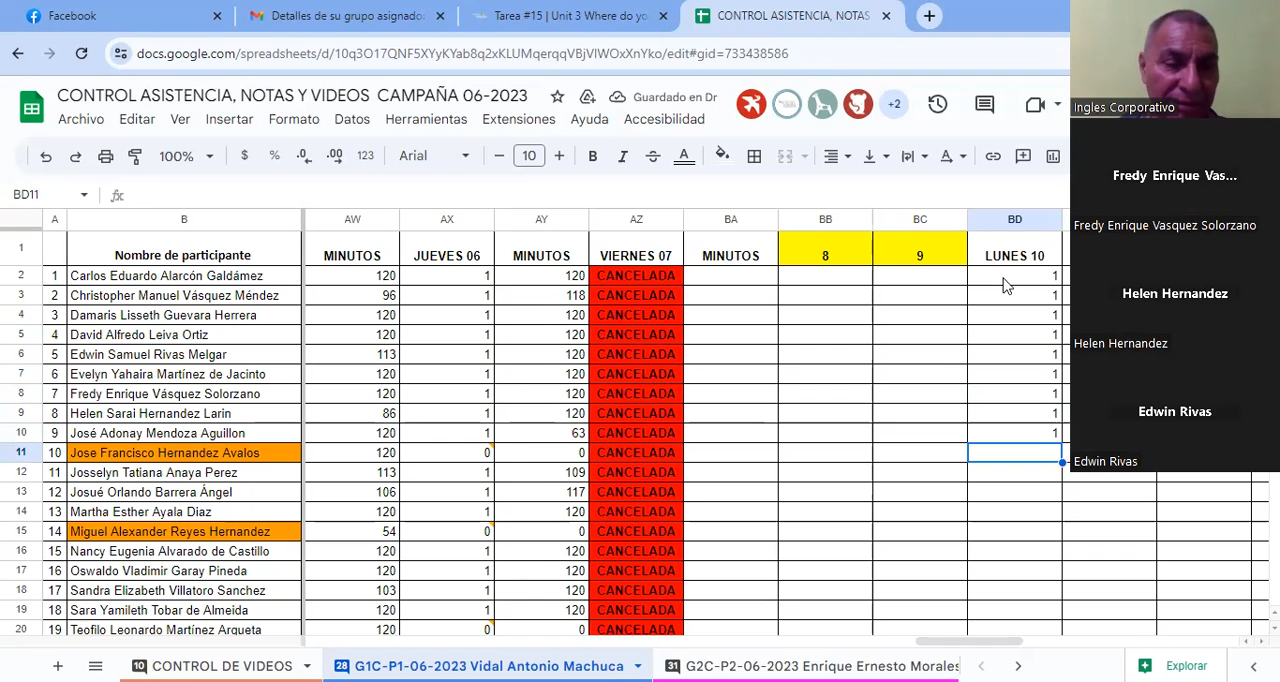 Facebook
Detalles de su grupo asignado
Tarea #15 | Unit 3 Where do yo
CONTROL ASISTENCIA, NOTAS
docs.google.com/spreadsheets/d/10q3O17QNF5XYyKYab8q2xKLUMqerqqVBjVIWOxXnYko/edit#gid=733438586
CONTROL ASISTENCIA, NOTAS Y VIDEOS CAMPAÑA 06-2023
Guardado en Dr
+2
Archivo Editar Ver Insertar Formato Datos Herramientas Extensiones Ayuda Accesibilidad
100% $ % .0 .00 123 Arial − 10 + B I A
BD11 fx
A B AW AX AY AZ BA BB BC BD
1 Nombre de participante MINUTOS JUEVES 06 MINUTOS VIERNES 07 MINUTOS 8 9 LUNES 10
2 1 Carlos Eduardo Alarcón Galdámez 120 1 120 CANCELADA 1
3 2 Christopher Manuel Vásquez Méndez 96 1 118 CANCELADA 1
4 3 Damaris Lisseth Guevara Herrera 120 1 120 CANCELADA 1
5 4 David Alfredo Leiva Ortiz 120 1 120 CANCELADA 1
6 5 Edwin Samuel Rivas Melgar 113 1 120 CANCELADA 1
7 6 Evelyn Yahaira Martínez de Jacinto 120 1 120 CANCELADA 1
8 7 Fredy Enrique Vásquez Solorzano 120 1 120 CANCELADA 1
9 8 Helen Sarai Hernandez Larin 86 1 120 CANCELADA 1
10 9 José Adonay Mendoza Aguillon 120 1 63 CANCELADA 1
11 10 Jose Francisco Hernandez Avalos 120 0 0 CANCELADA
12 11 Josselyn Tatiana Anaya Perez 113 1 109 CANCELADA
13 12 Josué Orlando Barrera Ángel 106 1 117 CANCELADA
14 13 Martha Esther Ayala Diaz 120 1 120 CANCELADA
15 14 Miguel Alexander Reyes Hernandez 54 0 0 CANCELADA
16 15 Nancy Eugenia Alvarado de Castillo 120 1 120 CANCELADA
17 16 Oswaldo Vladimir Garay Pineda 120 1 120 CANCELADA
18 17 Sandra Elizabeth Villatoro Sanchez 103 1 120 CANCELADA
19 18 Sara Yamileth Tobar de Almeida 120 1 120 CANCELADA
20 19 Teofilo Leonardo Martínez Argueta 120 0 0 CANCELADA
10 CONTROL DE VIDEOS
28 G1C-P1-06-2023 Vidal Antonio Machuca
31 G2C-P2-06-2023 Enrique Ernesto Morales
Explorar
Ingles Corporativo
Fredy Enrique Vas...
Fredy Enrique Vasquez Solorzano
Helen Hernandez
Helen Hernandez
Edwin Rivas
Edwin Rivas